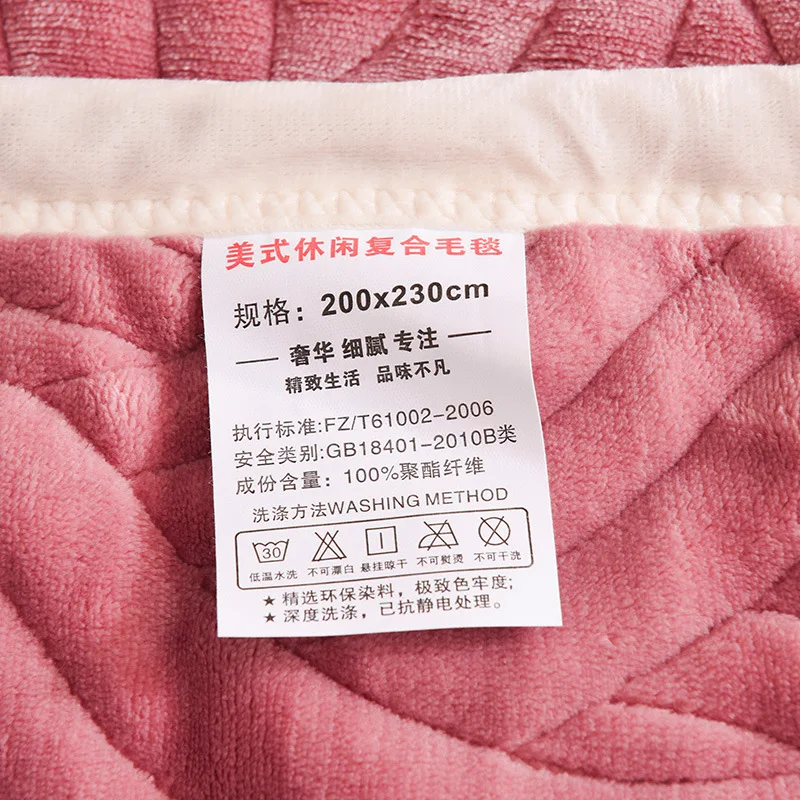 美式休闲复合毛毯
规格：200x230cm
奢华 细腻 专注
精致生活 品味不凡
执行标准:FZ/T61002-2006
安全类别:GB18401-2010B类
成份含量：100%聚酯纤维
洗涤方法WASHING METHOD
30
低温水洗 不可漂白 悬挂晾干 不可熨烫 不可干洗
★ 精选环保染料，极致色牢度;
★ 深度洗涤，已抗静电处理。